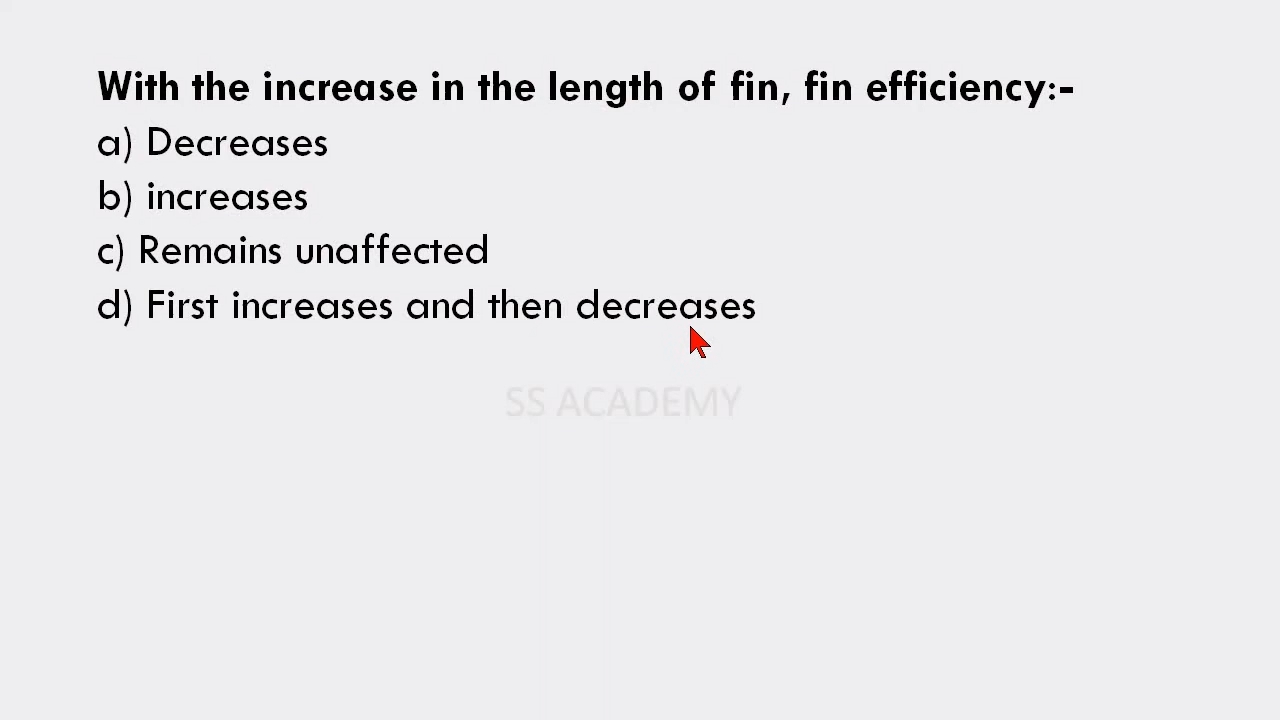 With the increase in the length of fin, fin efficiency:-
a) Decreases
b) increases
c) Remains unaffected
d) First increases and then decreases
SS ACADEMY